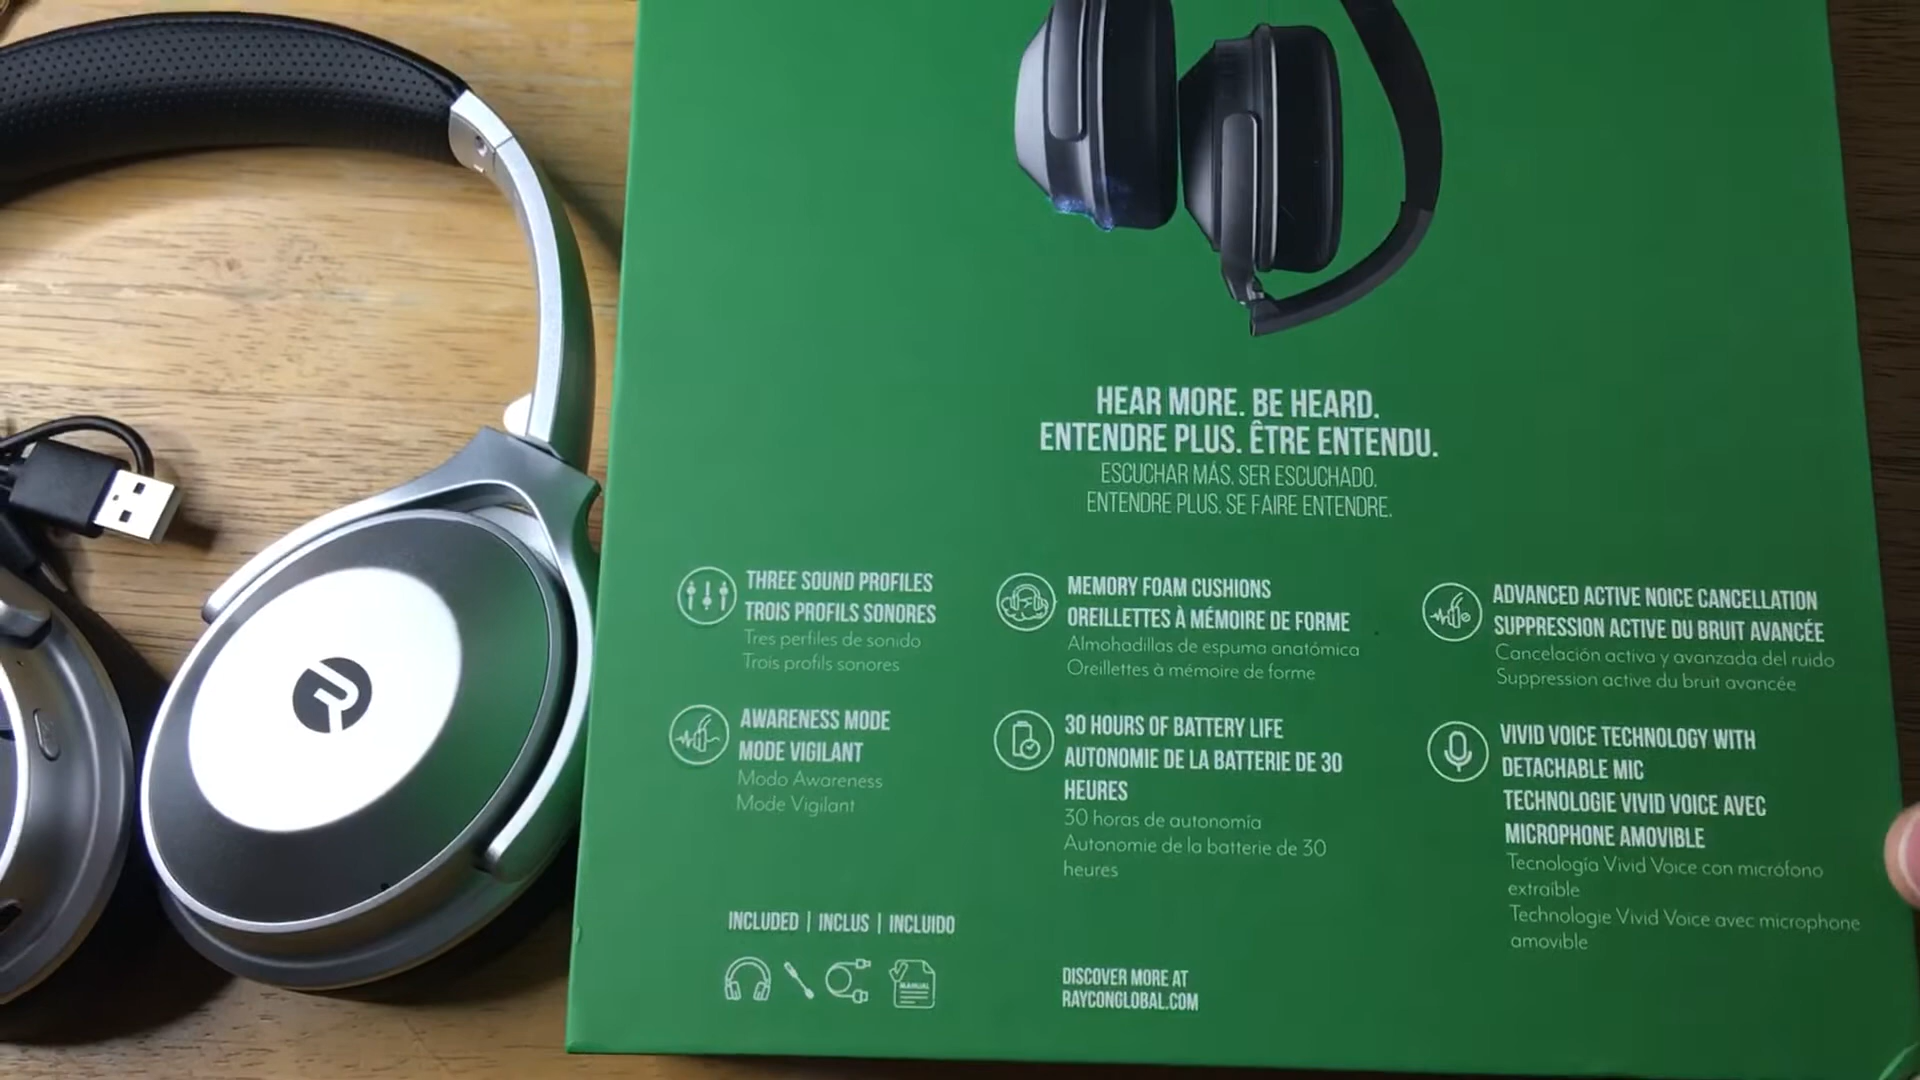 HEAR MORE. BE HEARD.
ENTENDRE PLUS. ÊTRE ENTENDU.
ESCUCHAR MÁS. SER ESCUCHADO.
ENTENDRE PLUS. SE FAIRE ENTENDRE.
THREE SOUND PROFILES
TROIS PROFILS SONORES
Tres perfiles de sonido
Trois profils sonores
MEMORY FOAM CUSHIONS
OREILLETTES À MÉMOIRE DE FORME
Almohadillas de espuma anatómica
Oreillettes à mémoire de forme
ADVANCED ACTIVE NOICE CANCELLATION
SUPPRESSION ACTIVE DU BRUIT AVANCÉE
Cancelación activa y avanzada del ruido
Suppression active du bruit avancée
AWARENESS MODE
MODE VIGILANT
Modo Awareness
Mode Vigilant
30 HOURS OF BATTERY LIFE
AUTONOMIE DE LA BATTERIE DE 30
HEURES
30 horas de autonomía
Autonomie de la batterie de 30
heures
VIVID VOICE TECHNOLOGY WITH
DETACHABLE MIC
TECHNOLOGIE VIVID VOICE AVEC
MICROPHONE AMOVIBLE
Tecnología Vivid Voice con micrófono
extraíble
Technologie Vivid Voice avec microphone
amovible
INCLUDED | INCLUS | INCLUIDO
MANUAL
DISCOVER MORE AT
RAYCONGLOBAL.COM